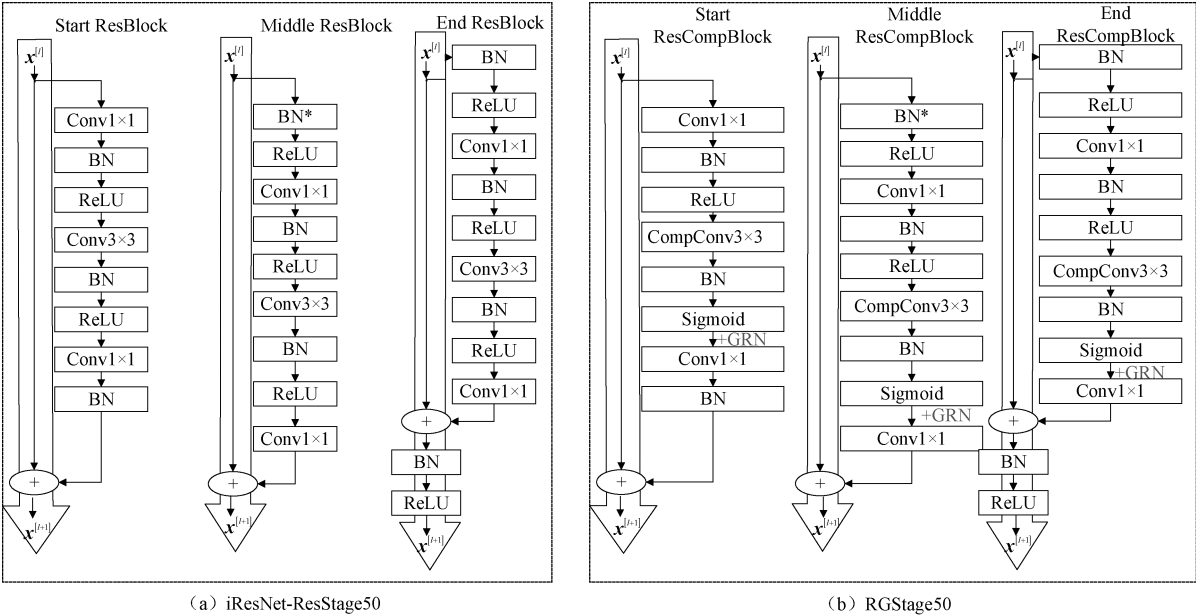 Start ResBlock
x[l]
Conv1×1
BN
ReLU
Conv3×3
BN
ReLU
Conv1×1
BN
+
x[l+1]
Middle ResBlock
x[l]
BN*
ReLU
Conv1×1
BN
ReLU
Conv3×3
BN
ReLU
Conv1×1
+
x[l+1]
End ResBlock
x[l]
BN
ReLU
Conv1×1
BN
ReLU
Conv3×3
BN
ReLU
Conv1×1
+
BN
ReLU
x[l+1]
(a) iResNet-ResStage50
Start
ResCompBlock
x[l]
Conv1×1
BN
ReLU
CompConv3×3
BN
Sigmoid
+GRN
Conv1×1
BN
+
x[l+1]
Middle
ResCompBlock
x[l]
BN*
ReLU
Conv1×1
BN
ReLU
CompConv3×3
BN
Sigmoid
+GRN
Conv1×1
+
x[l+1]
End
ResCompBlock
x[l]
BN
ReLU
Conv1×1
BN
ReLU
CompConv3×3
BN
Sigmoid
+GRN
Conv1×1
+
BN
ReLU
x[l+1]
(b) RGStage50